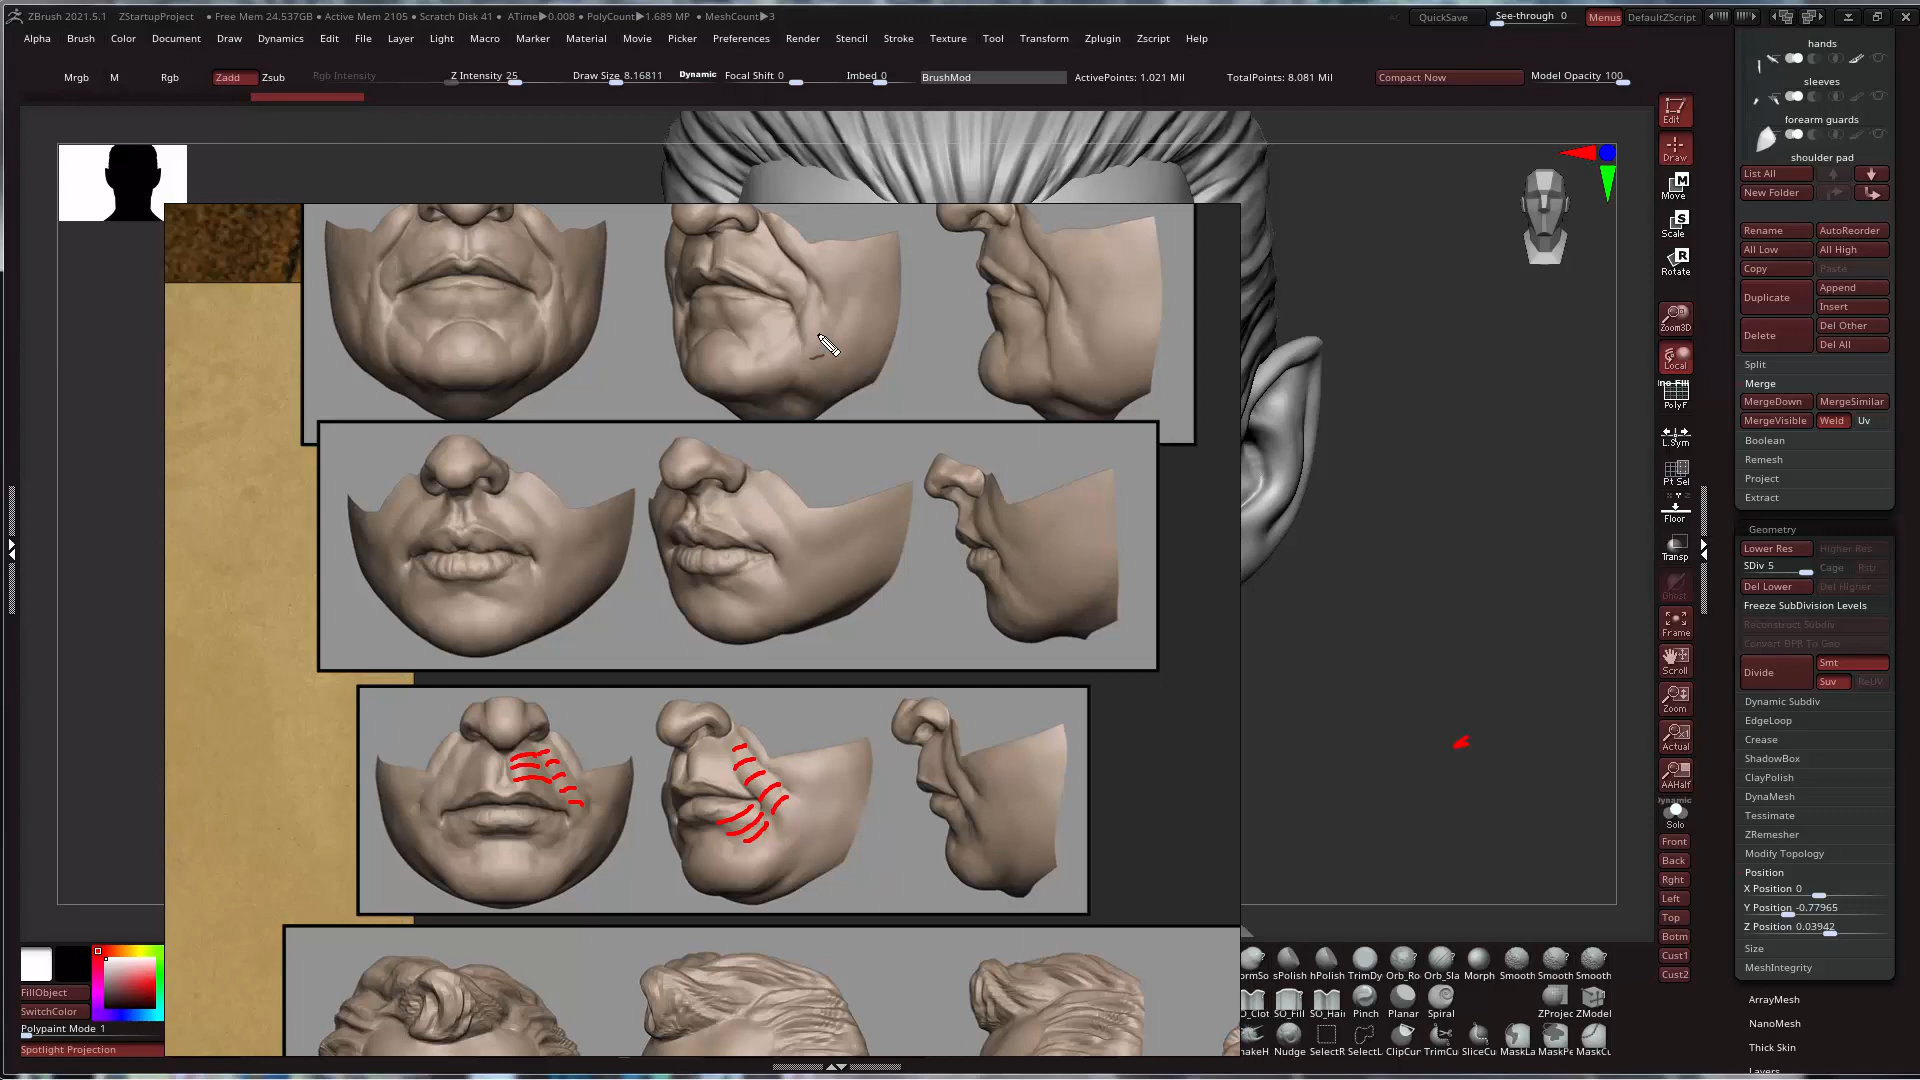 ZBrush 2021.5.1 ZStartupProject • Free Mem 24.537GB • Active Mem 2105 • Scratch Disk 41 • ATime▶0.008 • PolyCount▶1.689 MP • MeshCount▶3 QuickSave See-through 0 Menus DefaultZScript
Alpha Brush Color Document Draw Dynamics Edit File Layer Light Macro Marker Material Movie Picker Preferences Render Stencil Stroke Texture Tool Transform Zplugin Zscript Help
Mrgb M Rgb Zadd Zsub Rgb Intensity Z Intensity 25 Draw Size 8.16811 Dynamic Focal Shift 0 Imbed 0 BrushMod ActivePoints: 1.021 Mil TotalPoints: 8.081 Mil Compact Now Model Opacity 100
Edit
Draw
Move
Scale
Rotate
Zoom3D
Local
PolyF
L.Sym
Pt Sel
Floor
Transp
Ghost
Frame
Scroll
Zoom
Actual
AAHalf
Dynamic
Solo
Front
Back
Rght
Left
Top
Botm
Cust1
Cust2
hands
sleeves
forearm guards
shoulder pad
List All
New Folder
Rename AutoReorder
All Low All High
Copy Paste
Duplicate Append
Insert
Delete Del Other
Del All
Split
Merge
MergeDown MergeSimilar
MergeVisible Weld Uv
Boolean
Remesh
Project
Extract
Geometry
Lower Res Higher Res
SDiv 5 Cage Rstr
Del Lower Del Higher
Freeze SubDivision Levels
Reconstruct Subdiv
Convert BPR To Geo
Divide Smt
Suv ReUV
Dynamic Subdiv
EdgeLoop
Crease
ShadowBox
ClayPolish
DynaMesh
Tessimate
ZRemesher
Modify Topology
Position
X Position 0
Y Position -0.77965
Z Position 0.03942
Size
MeshIntegrity
ArrayMesh
NanoMesh
Thick Skin
Layers
FillObject
SwitchColor
Polypaint Mode 1
Spotlight Projection
sPolish hPolish TrimDy Orb_Ro Orb_Sla Morph Smooth Smooth Smooth
SO_Fill SO_Hai Pinch Planar Spiral ZProjec ZModel
Nudge SelectR SelectL ClipCur TrimCu SliceCu MaskLa MaskPe MaskCu